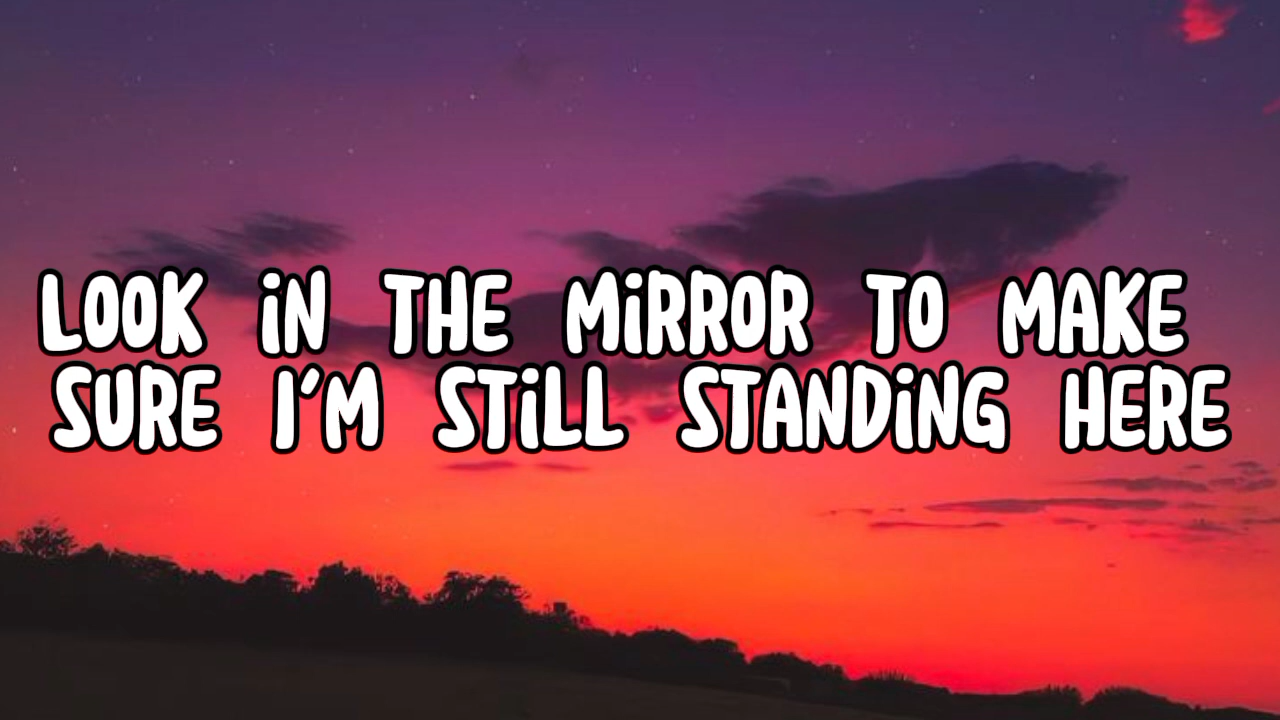 LOOK iN THE MiRROR TO MAKE
SURE I'M STiLL STANDiNG HERE